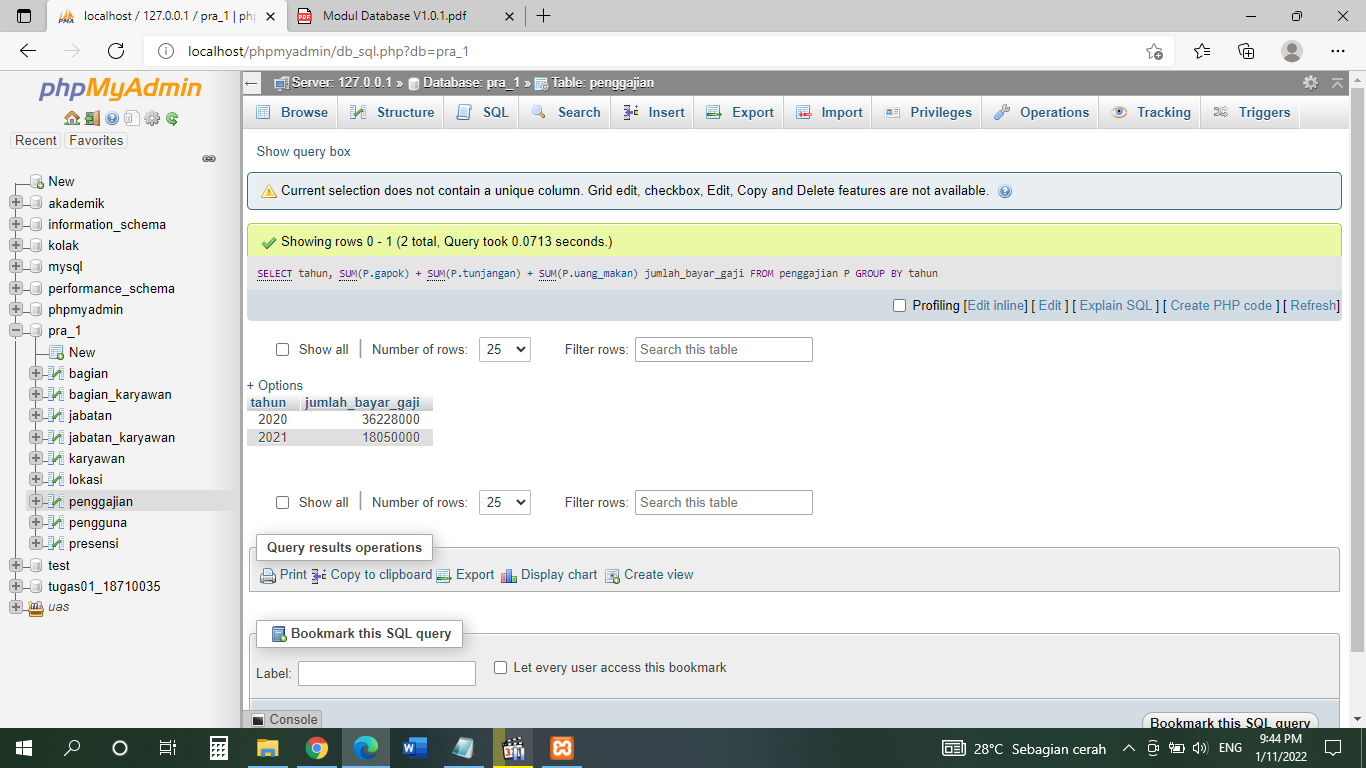 localhost / 127.0.0.1 / pra_1 | ph
Modul Database V1.0.1.pdf
localhost/phpmyadmin/db_sql.php?db=pra_1
phpMyAdmin
Recent Favorites
New
akademik
information_schema
kolak
mysql
performance_schema
phpmyadmin
pra_1
New
bagian
bagian_karyawan
jabatan
jabatan_karyawan
karyawan
lokasi
penggajian
pengguna
presensi
test
tugas01_18710035
uas
Server: 127.0.0.1 » Database: pra_1 » Table: penggajian
Browse Structure SQL Search Insert Export Import Privileges Operations Tracking Triggers
Show query box
Current selection does not contain a unique column. Grid edit, checkbox, Edit, Copy and Delete features are not available.
Showing rows 0 - 1 (2 total, Query took 0.0713 seconds.)
SELECT tahun, SUM(P.gapok) + SUM(P.tunjangan) + SUM(P.uang_makan) jumlah_bayar_gaji FROM penggajian P GROUP BY tahun
Profiling [Edit inline] [ Edit ] [ Explain SQL ] [ Create PHP code ] [ Refresh]
Show all | Number of rows: 25 Filter rows: Search this table
+ Options
tahun jumlah_bayar_gaji
2020 36228000
2021 18050000
Show all | Number of rows: 25 Filter rows: Search this table
Query results operations
Print Copy to clipboard Export Display chart Create view
Bookmark this SQL query
Label: Let every user access this bookmark
Console
Bookmark this SQL query
28°C Sebagian cerah ENG
9:44 PM
1/11/2022